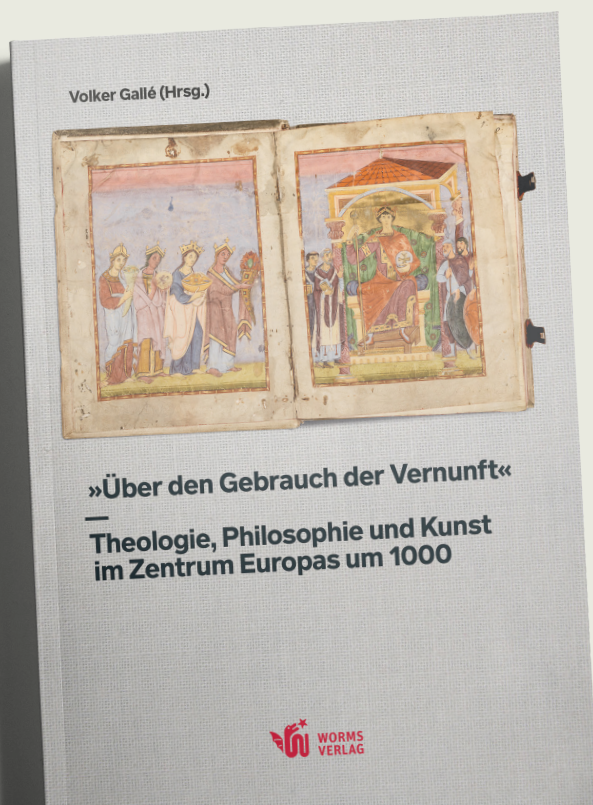 Volker Gallé (Hrsg.)
»Über den Gebrauch der Vernunft«
Theologie, Philosophie und Kunst
im Zentrum Europas um 1000
WORMS
VERLAG